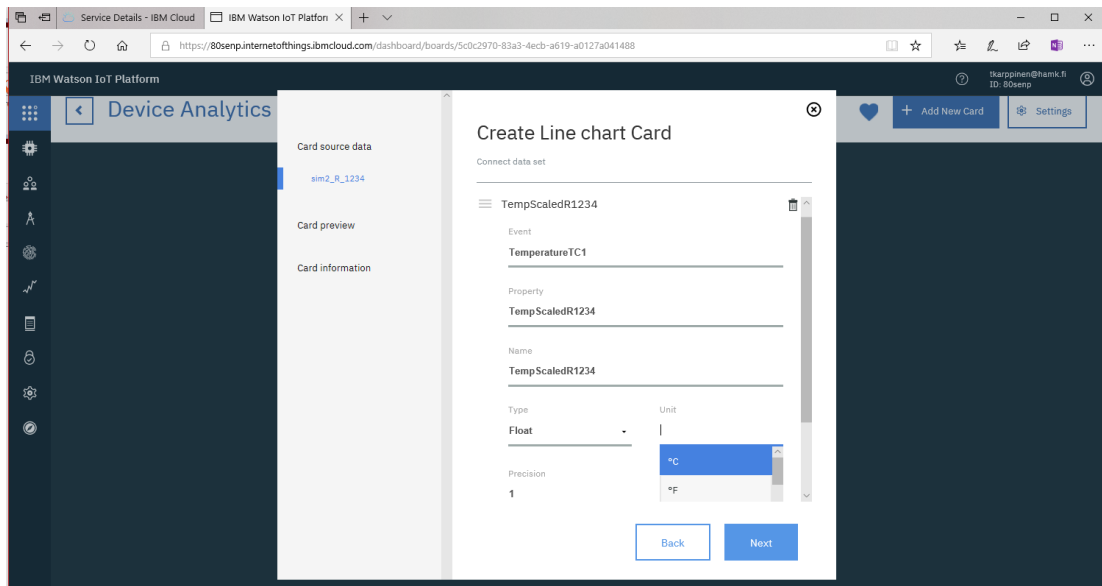 Service Details - IBM Cloud
IBM Watson IoT Platforr
https://80senp.internetofthings.ibmcloud.com/dashboard/boards/5c0c2970-83a3-4ecb-a619-a0127a041488
IBM Watson IoT Platform
tkarppinen@hamk.fi
ID: 80senp
Device Analytics
Add New Card
Settings
Card source data
sim2_R_1234
Card preview
Card information
Create Line chart Card
Connect data set
TempScaledR1234
Event
TemperatureTC1
Property
TempScaledR1234
Name
TempScaledR1234
Type
Unit
Float
°C
°F
Precision
1
Back
Next